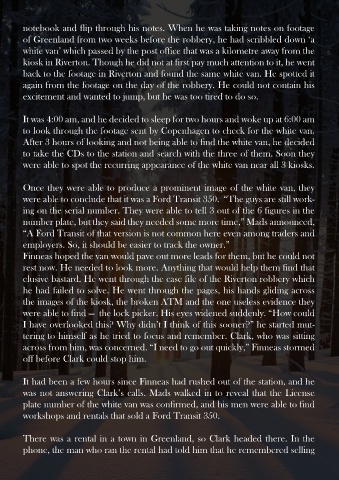 notebook and flip through his notes. When he was taking notes on footage
of Greenland from two weeks before the robbery, he had scribbled down ‘a
white van’ which passed by the post office that was a kilometre away from the
kiosk in Riverton. Though he did not at first pay much attention to it, he went
back to the footage in Riverton and found the same white van. He spotted it
again from the footage on the day of the robbery. He could not contain his
excitement and wanted to jump, but he was too tired to do so.
It was 4:00 am, and he decided to sleep for two hours and woke up at 6:00 am
to look through the footage sent by Copenhagen to check for the white van.
After 3 hours of looking and not being able to find the white van, he decided
to take the CDs to the station and search with the three of them. Soon they
were able to spot the recurring appearance of the white van near all 3 kiosks.
Once they were able to produce a prominent image of the white van, they
were able to conclude that it was a Ford Transit 350. “The guys are still work-
ing on the serial number. They were able to tell 3 out of the 6 figures in the
number plate, but they said they needed some more time,” Mads announced,
“A Ford Transit of that version is not common here even among traders and
employers. So, it should be easier to track the owner.”
Finneas hoped the van would pave out more leads for them, but he could not
rest now. He needed to look more. Anything that would help them find that
elusive bastard. He went through the case file of the Riverton robbery which
he had failed to solve. He went through the pages, his hands gliding across
the images of the kiosk, the broken ATM and the one useless evidence they
were able to find — the lock picker. His eyes widened suddenly. “How could
I have overlooked this? Why didn’t I think of this sooner?” he started mut-
tering to himself as he tried to focus and remember. Clark, who was sitting
across from him, was concerned. “I need to go out quickly,” Finneas stormed
off before Clark could stop him.
It had been a few hours since Finneas had rushed out of the station, and he
was not answering Clark’s calls. Mads walked in to reveal that the License
plate number of the white van was confirmed, and his men were able to find
workshops and rentals that sold a Ford Transit 350.
There was a rental in a town in Greenland, so Clark headed there. In the
phone, the man who ran the rental had told him that he remembered selling